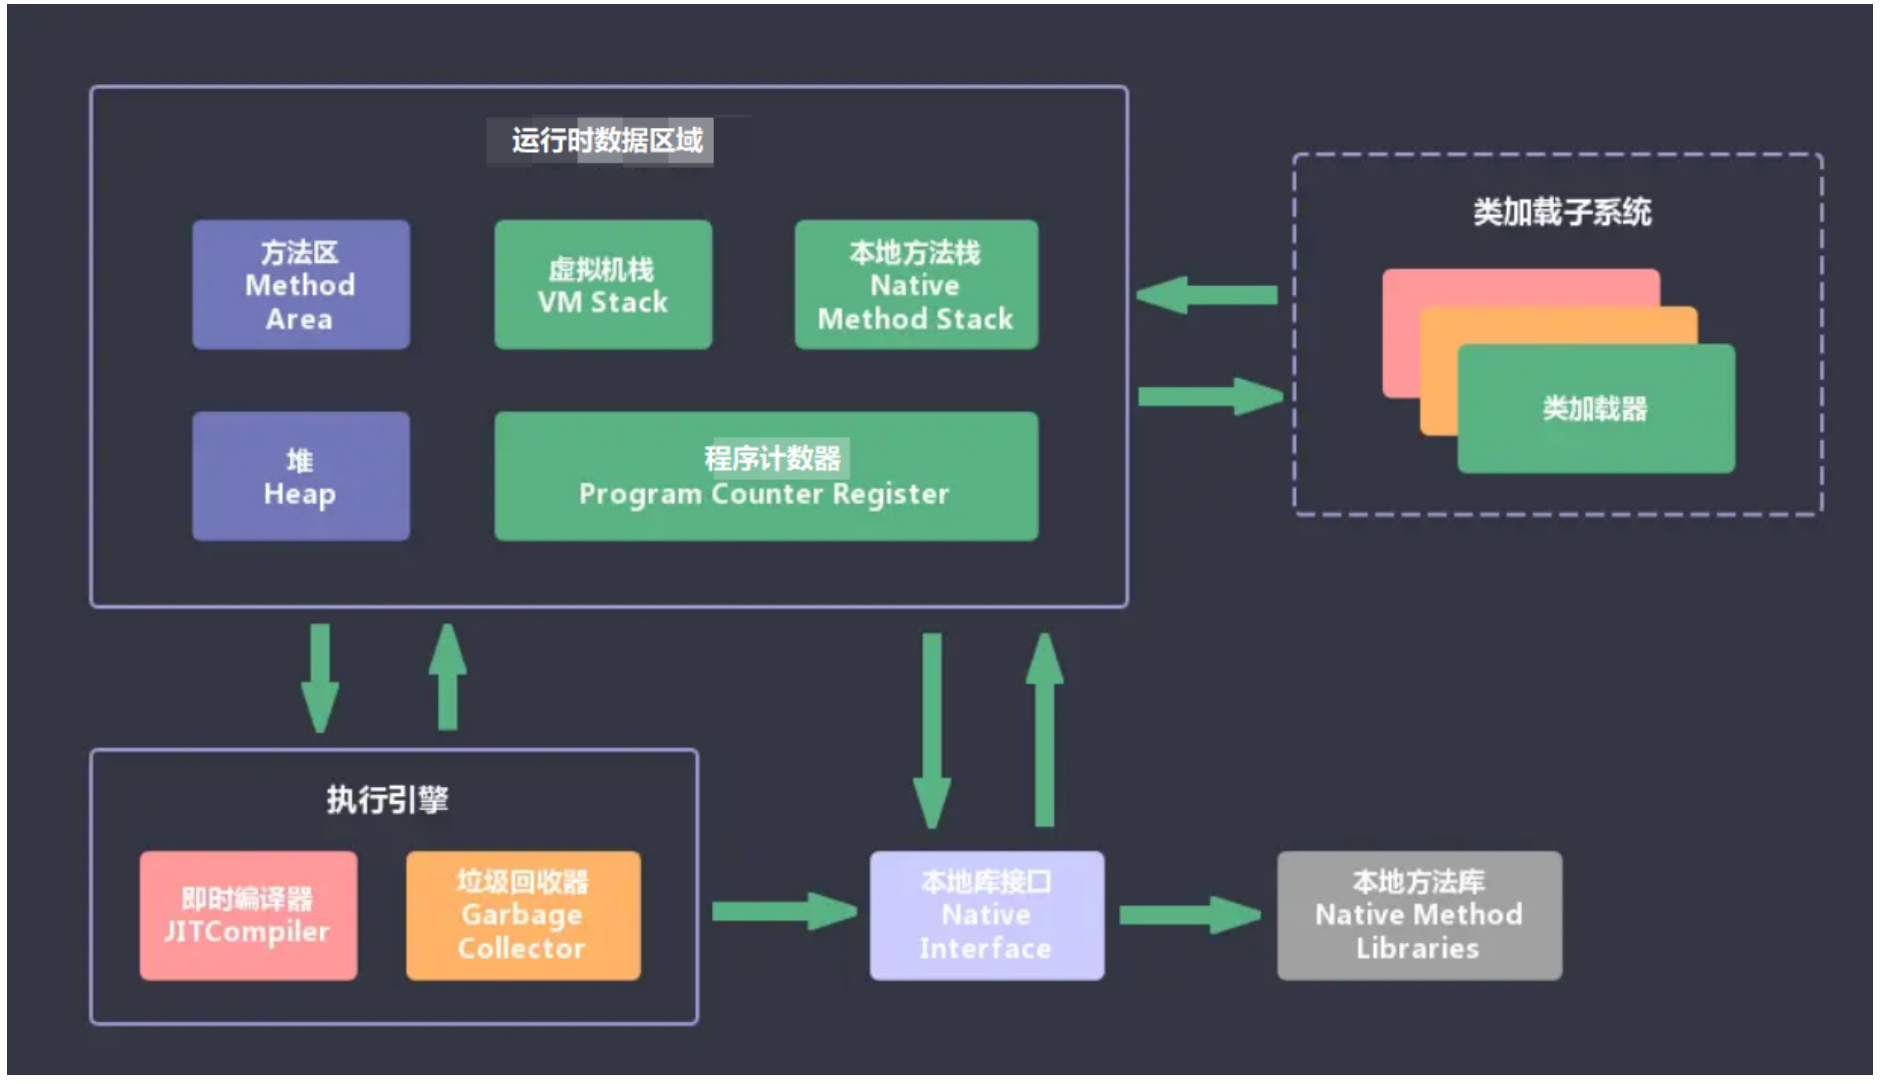 运行时数据区域
方法区
Method
Area
虚拟机栈
VM Stack
本地方法栈
Native
Method Stack
堆
Heap
程序计数器
Program Counter Register
类加载子系统
类加载器
执行引擎
即时编译器
JITCompiler
垃圾回收器
Garbage
Collector
本地库接口
Native
Interface
本地方法库
Native Method
Libraries